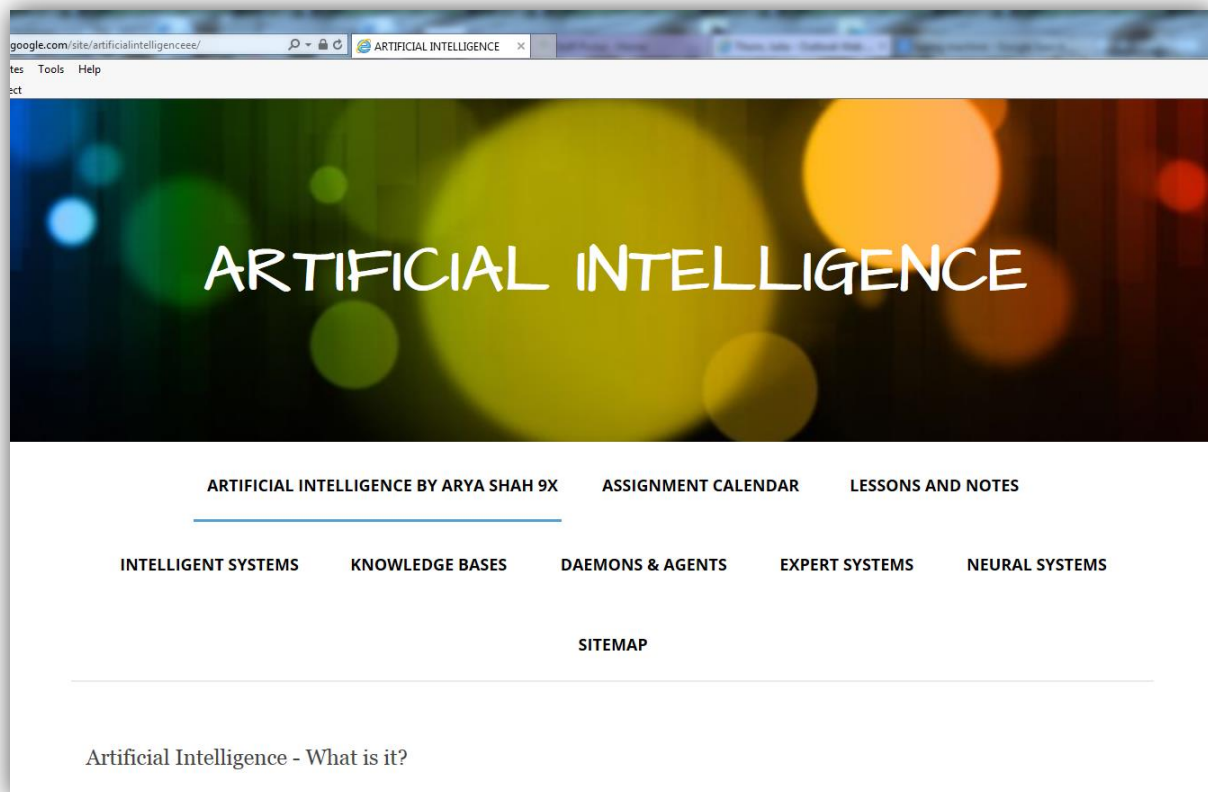 google.com/site/artificialintelligenceee/ ARTIFICIAL INTELLIGENCE
tes Tools Help
ect
ARTIFICIAL INTELLIGENCE
ARTIFICIAL INTELLIGENCE BY ARYA SHAH 9X ASSIGNMENT CALENDAR LESSONS AND NOTES
INTELLIGENT SYSTEMS KNOWLEDGE BASES DAEMONS & AGENTS EXPERT SYSTEMS NEURAL SYSTEMS
SITEMAP
Artificial Intelligence - What is it?